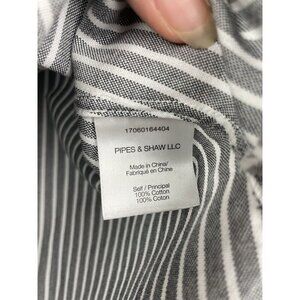 17060164404
PIPES & SHAW LLC
Made in China/
Fabriqué en Chine
Self / Principal
100% Cotton
100% Coton